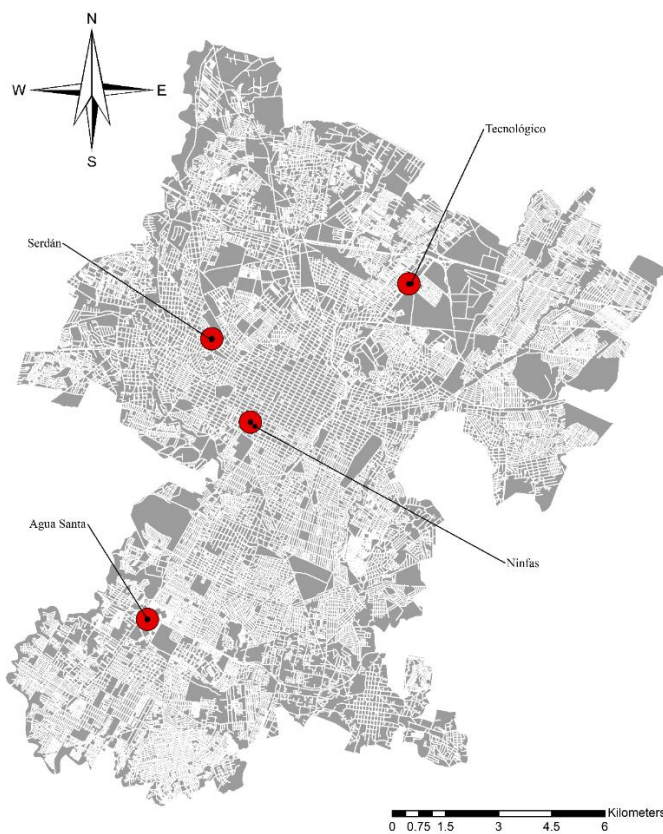 N
W E
S
Tecnológico
Serdán
Agua Santa
Ninfas
Kilometers
0 0.75 1.5 3 4.5 6